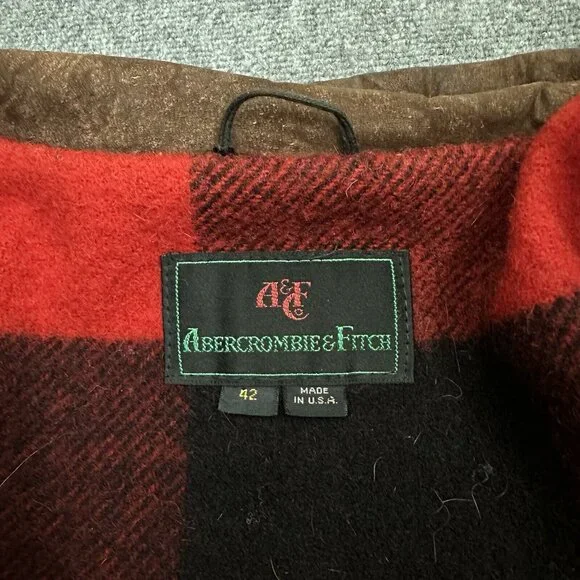 A&F
Co
ABERCROMBIE & FITCH
42
MADE
IN U.S.A.